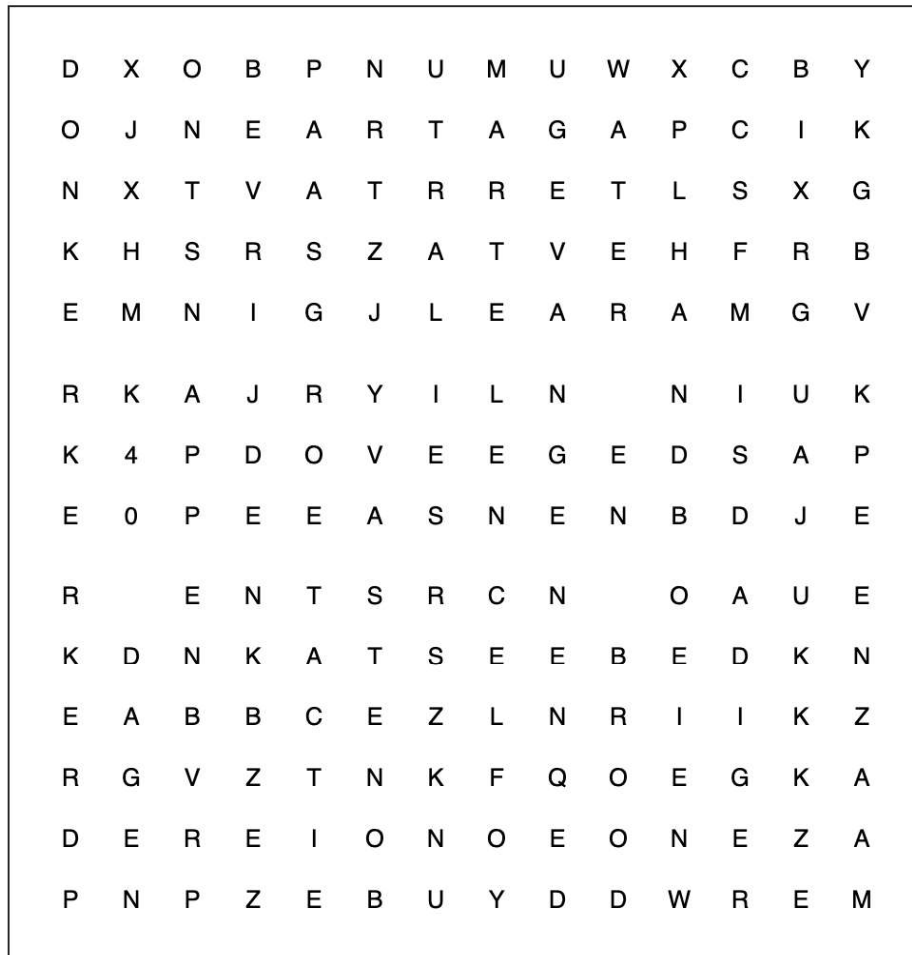 D X O B P N U M U W X C B Y
O J N E A R T A G A P C I K
N X T V A T R R E T L S X G
K H S R S Z A T V E H F R B
E M N I G J L E A R A M G V
R K A J R Y I L N N I U K
K 4 P D O V E E G E D S A P
E 0 P E E A S N E N B D J E
R E N T S R C N O A U E
K D N K A T S E E B E D K N
E A B B C E Z L N R I I K Z
R G V Z T N K F Q O E G K A
D E R E I O N O E O N E Z A
P N P Z E B U Y D D W R E M